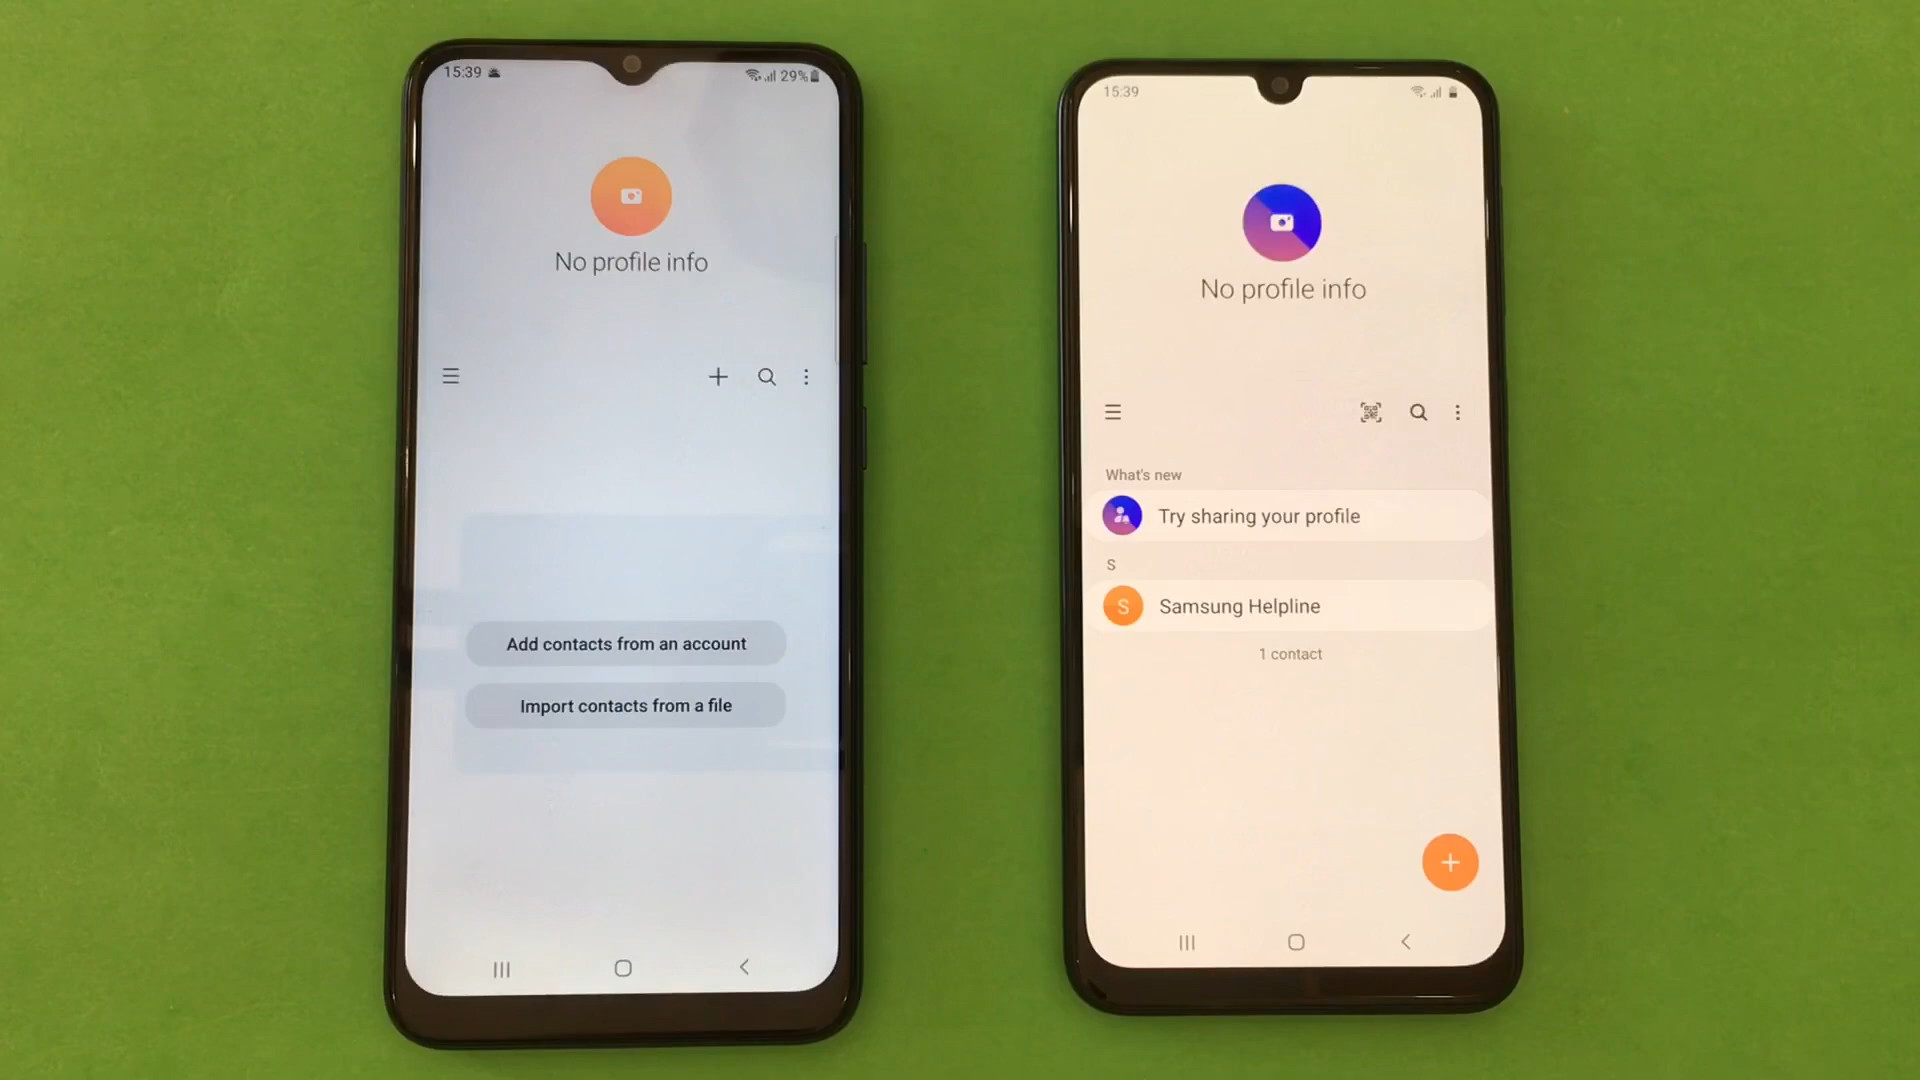 15:39
29%
No profile info
Add contacts from an account
Import contacts from a file
15:39
No profile info
What's new
Try sharing your profile
S
S
Samsung Helpline
1 contact